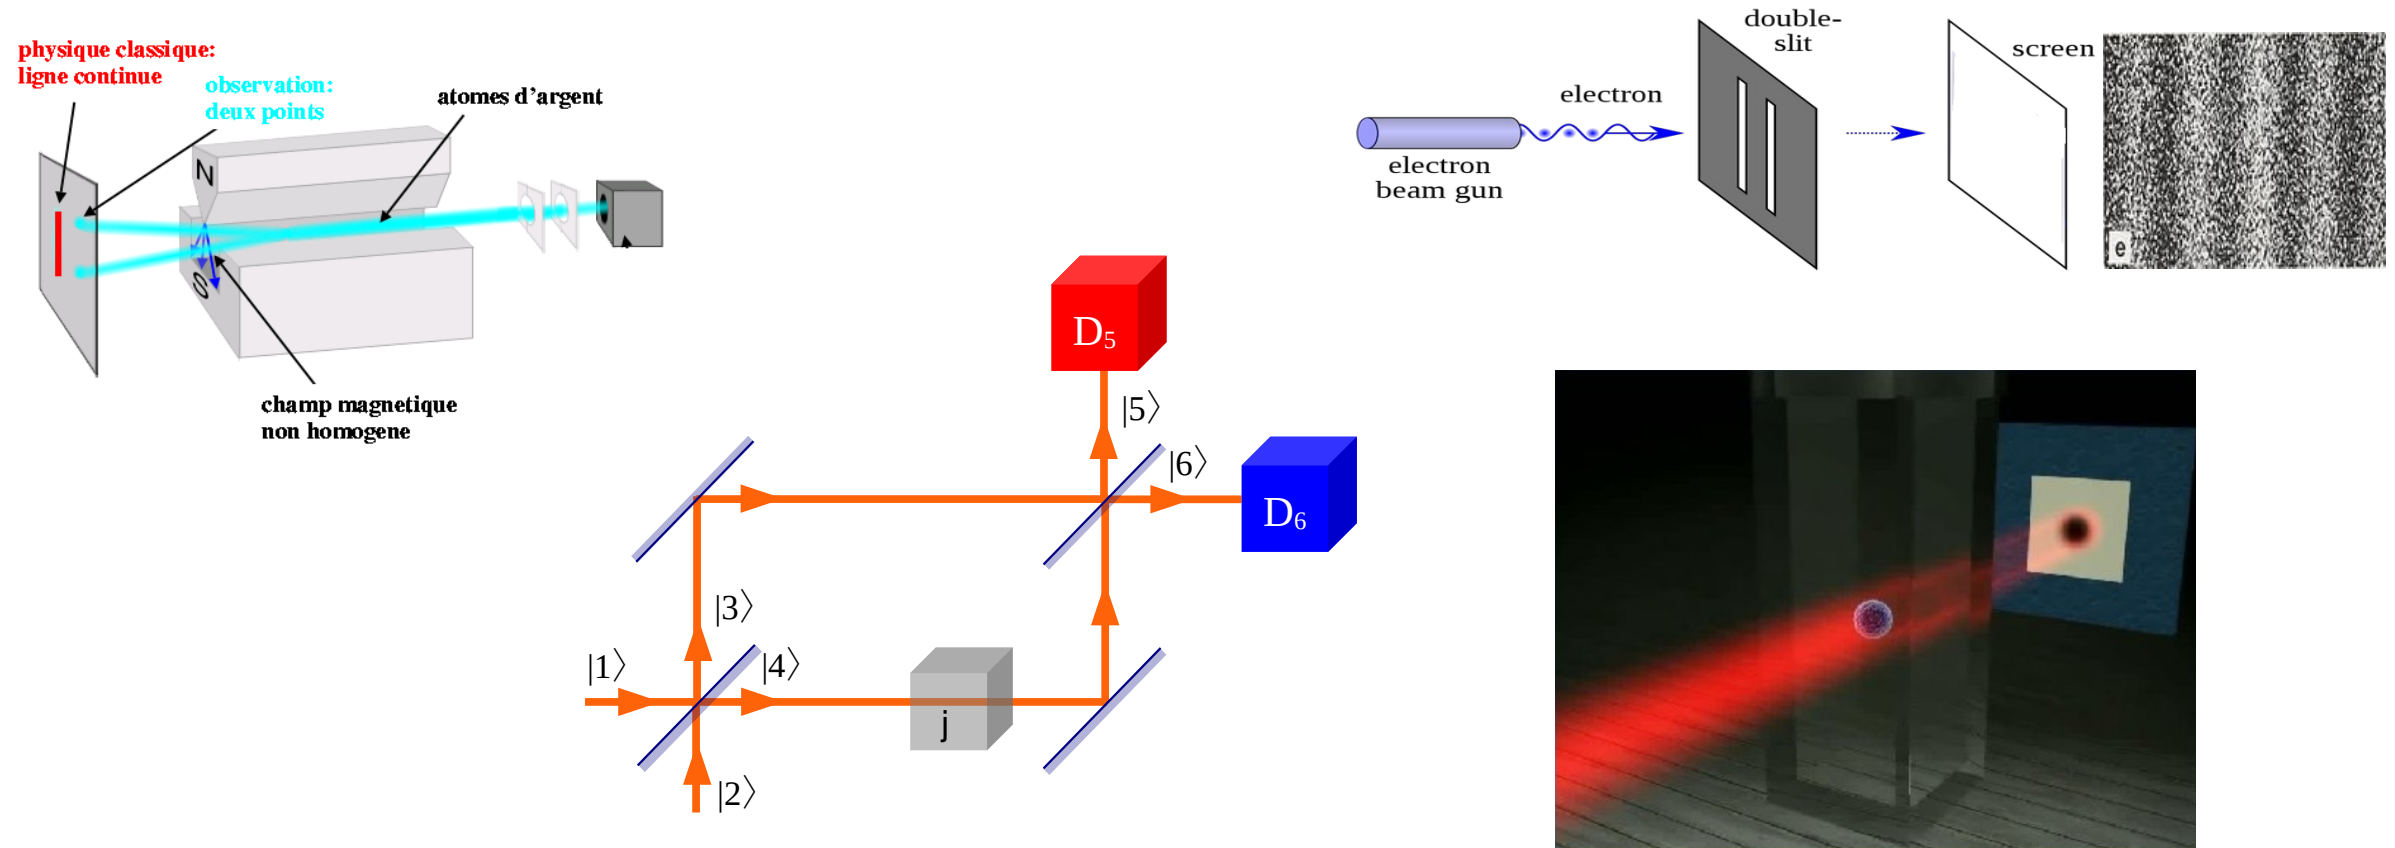 physique classique:
ligne continue
observation:
deux points
atomes d'argent
N
S
champ magnetique
non homogene
double-
slit
screen
electron
electron
beam gun
e
D5
|5⟩
|6⟩
D6
|3⟩
|1⟩
|4⟩
j
|2⟩